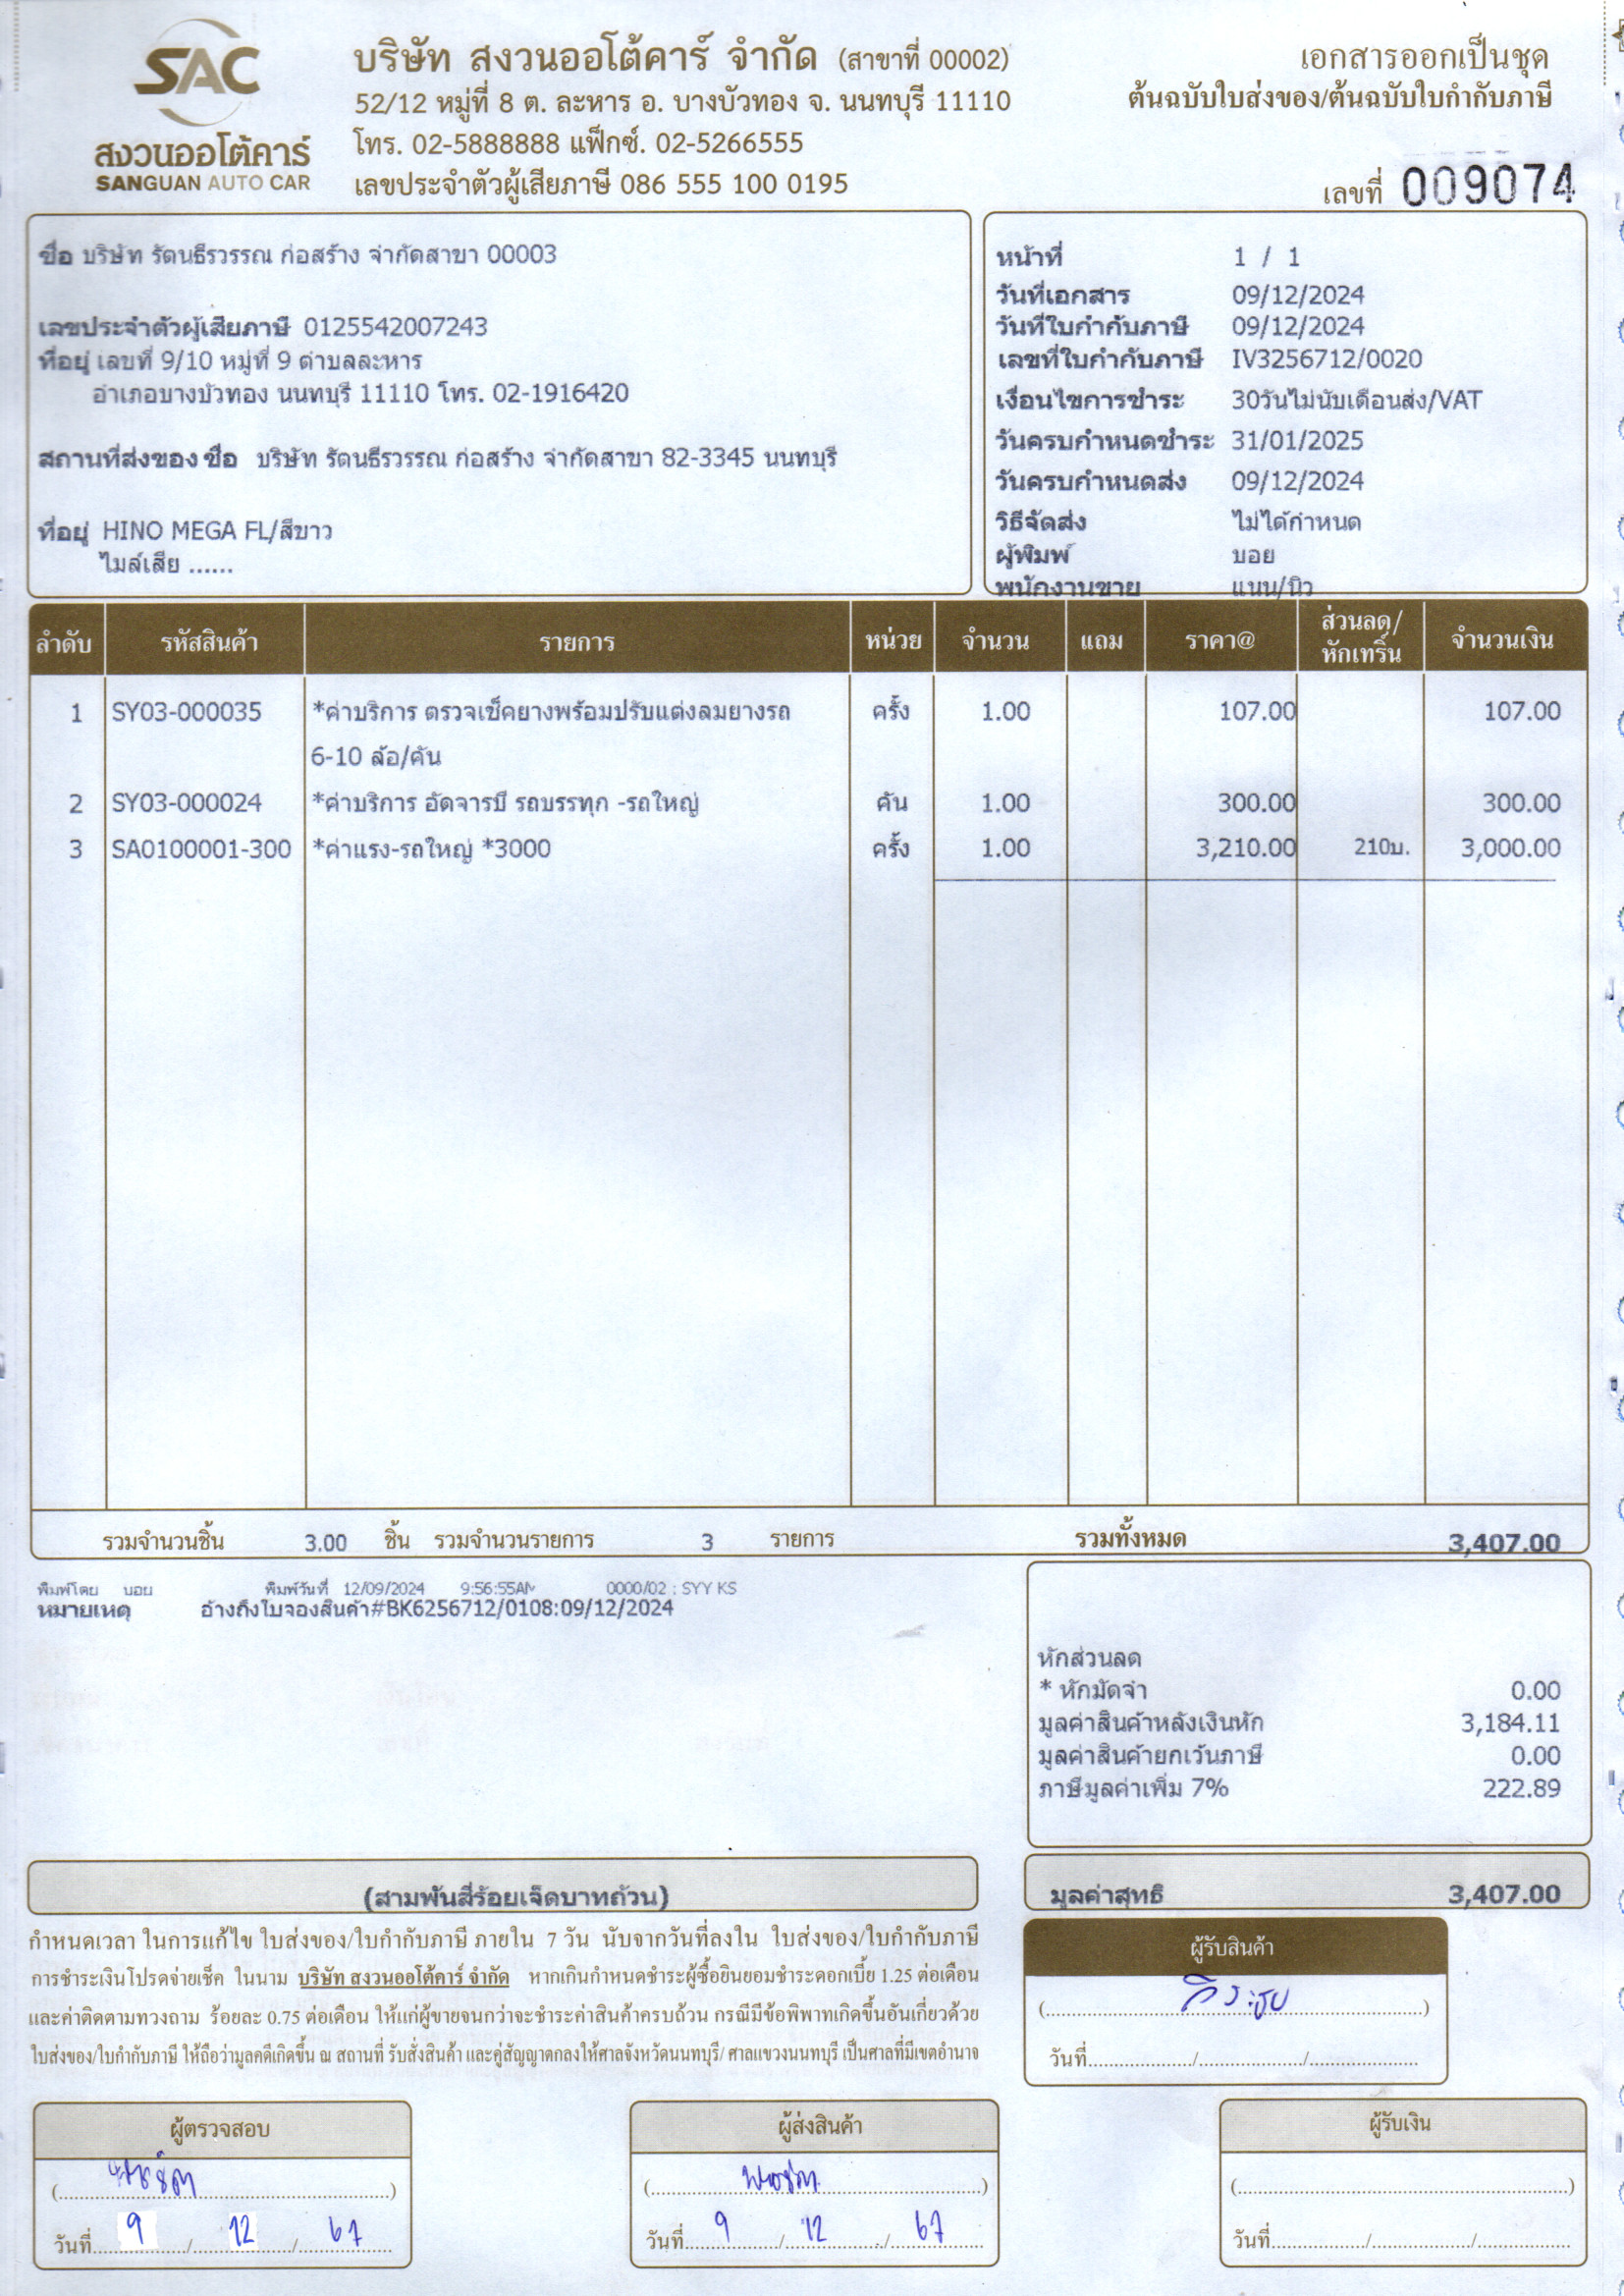 SAC
สงวนออโต้คาร์
SANGUAN AUTO CAR
บริษัท สงวนออโต้คาร์ จำกัด (สาขาที่ 00002)
52/12 หมู่ที่ 8 ต. ละหาร อ. บางบัวทอง จ. นนทบุรี 11110
โทร. 02-5888888 แฟ็กซ์. 02-5266555
เลขประจำตัวผู้เสียภาษี 086 555 100 0195
เอกสารออกเป็นชุด
ต้นฉบับใบส่งของ/ต้นฉบับใบกำกับภาษี
เลขที่ 009074
ชื่อ บริษัท รัตนธีรวรรณ ก่อสร้าง จำกัดสาขา 00003
เลขประจำตัวผู้เสียภาษี 0125542007243
ที่อยู่ เลขที่ 9/10 หมู่ที่ 9 ตำบลละหาร
อำเภอบางบัวทอง นนทบุรี 11110 โทร. 02-1916420
สถานที่ส่งของ ชื่อ บริษัท รัตนธีรวรรณ ก่อสร้าง จำกัดสาขา 82-3345 นนทบุรี
ที่อยู่ HINO MEGA FL/สีขาว
ไมล์เสีย ......
หน้าที่ 1 / 1
วันที่เอกสาร 09/12/2024
วันที่ใบกำกับภาษี 09/12/2024
เลขที่ใบกำกับภาษี IV3256712/0020
เงื่อนไขการชำระ 30วันไม่นับเดือนส่ง/VAT
วันครบกำหนดชำระ 31/01/2025
วันครบกำหนดส่ง 09/12/2024
วิธีจัดส่ง ไม่ได้กำหนด
ผู้พิมพ์ บอย
พนักงานขาย แนน/นิว
ลำดับ รหัสสินค้า รายการ หน่วย จำนวน แถม ราคา@ ส่วนลด/หักเทริ์น จำนวนเงิน
1 SY03-000035 *ค่าบริการ ตรวจเช็คยางพร้อมปรับแต่งลมยางรถ ครั้ง 1.00 107.00 107.00
6-10 ล้อ/คัน
2 SY03-000024 *ค่าบริการ อัดจารบี รถบรรทุก -รถใหญ่ คัน 1.00 300.00 300.00
3 SA0100001-300 *ค่าแรง-รถใหญ่ *3000 ครั้ง 1.00 3,210.00 210บ. 3,000.00
รวมจำนวนชิ้น 3.00 ชิ้น รวมจำนวนรายการ 3 รายการ รวมทั้งหมด 3,407.00
พิมพ์โดย บอย พิมพ์วันที่ 12/09/2024 9:56:55AM 0000/02 : SYY KS
หมายเหตุ อ้างถึงใบจองสินค้า#BK6256712/0108:09/12/2024
หักส่วนลด
* หักมัดจำ 0.00
มูลค่าสินค้าหลังเงินหัก 3,184.11
มูลค่าสินค้ายกเว้นภาษี 0.00
ภาษีมูลค่าเพิ่ม 7% 222.89
(สามพันสี่ร้อยเจ็ดบาทถ้วน)
มูลค่าสุทธิ 3,407.00
กำหนดเวลา ในการแก้ไข ใบส่งของ/ใบกำกับภาษี ภายใน 7 วัน นับจากวันที่ลงใน ใบส่งของ/ใบกำกับภาษี
การชำระเงินโปรดจ่ายเช็ค ในนาม บริษัท สงวนออโต้คาร์ จำกัด หากเกินกำหนดชำระผู้ซื้อยินยอมชำระดอกเบี้ย 1.25 ต่อเดือน
และค่าติดตามทวงถาม ร้อยละ 0.75 ต่อเดือน ให้แก่ผู้ขายจนกว่าจะชำระค่าสินค้าครบถ้วน กรณีมีข้อพิพาทเกิดขึ้นอันเกี่ยวด้วย
ใบส่งของ/ใบกำกับภาษี ให้ถือว่ามูลคดีเกิดขึ้น ณ สถานที่ รับสั่งสินค้า และคู่สัญญาตกลงให้ศาลจังหวัดนนทบุรี/ ศาลแขวงนนทบุรี เป็นศาลที่มีเขตอำนาจ
ผู้รับสินค้า
วันที่............/............/............
ผู้ตรวจสอบ
วันที่ 9 / 12 / 67
ผู้ส่งสินค้า
วันที่ 9 / 12 / 67
ผู้รับเงิน
วันที่............/............/............